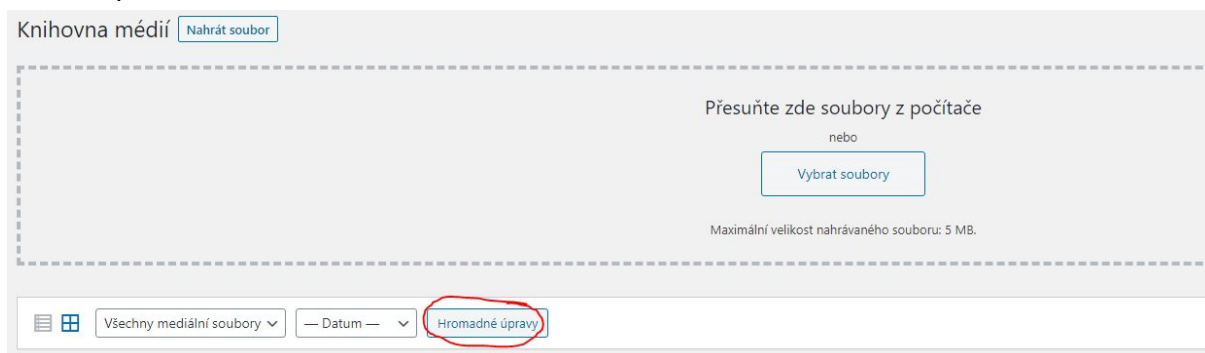 Knihovna médií Nahrát soubor
Přesuňte zde soubory z počítače
nebo
Vybrat soubory
Maximální velikost nahrávaného souboru: 5 MB.
Všechny mediální soubory — Datum — Hromadné úpravy